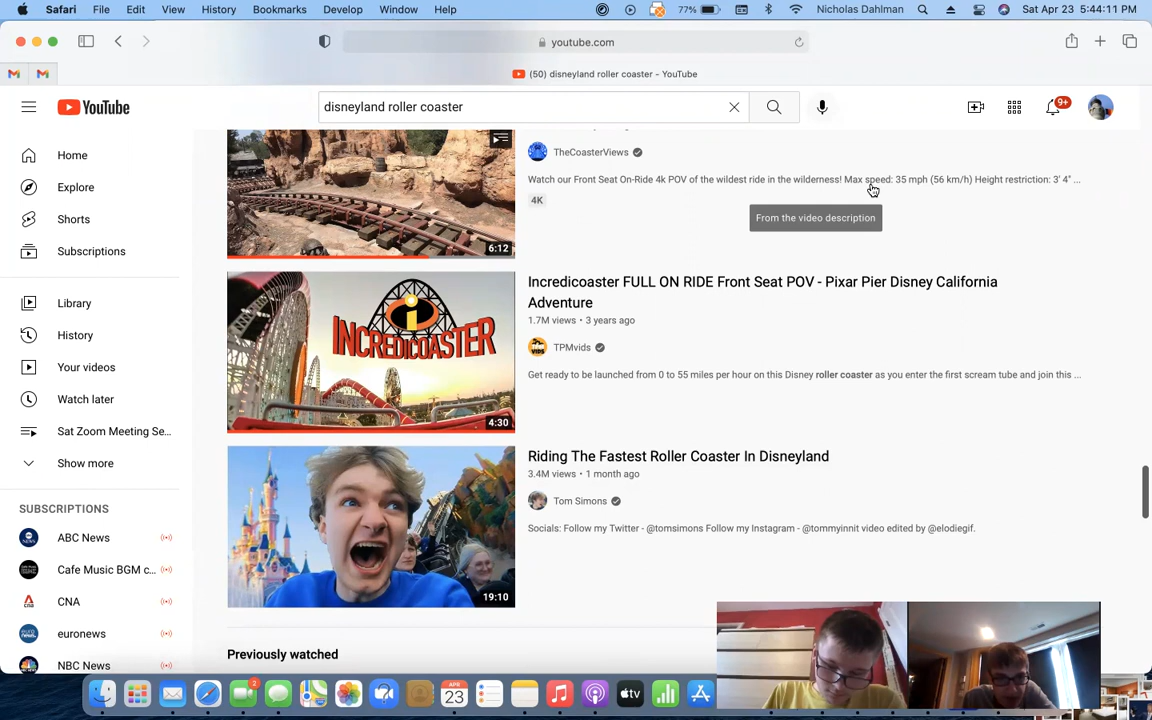 Safari File Edit View History Bookmarks Develop Window Help 77% Nicholas Dahlman Sat Apr 23 5:44:11 PM
youtube.com
(50) disneyland roller coaster - YouTube
YouTube
disneyland roller coaster
9+
Home
Explore
Shorts
Subscriptions
Library
History
Your videos
Watch later
Sat Zoom Meeting Se...
Show more
SUBSCRIPTIONS
ABC News
Cafe Music BGM c...
CNA
euronews
NBC News
TheCoasterViews
Watch our Front Seat On-Ride 4k POV of the wildest ride in the wilderness! Max speed: 35 mph (56 km/h) Height restriction: 3' 4" ...
4K
From the video description
6:12
INCREDICOASTER
4:30
Incredicoaster FULL ON RIDE Front Seat POV - Pixar Pier Disney California
Adventure
1.7M views • 3 years ago
VIDS
TPMvids
Get ready to be launched from 0 to 55 miles per hour on this Disney roller coaster as you enter the first scream tube and join this ...
19:10
Riding The Fastest Roller Coaster In Disneyland
3.4M views • 1 month ago
Tom Simons
Socials: Follow my Twitter - @tomsimons Follow my Instagram - @tommyinnit video edited by @elodiegif.
Previously watched
2
APR
23
tv